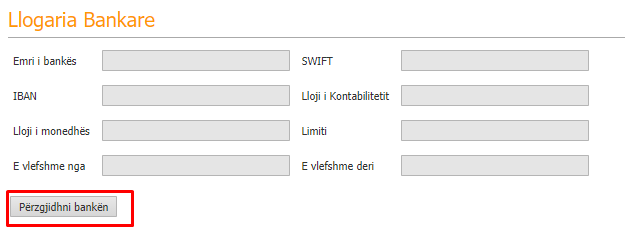 Llogaria Bankare
Emri i bankës SWIFT
IBAN Lloji i Kontabilitetit
Lloji i monedhës Limiti
E vlefshme nga E vlefshme deri
Përzgjidhni bankën